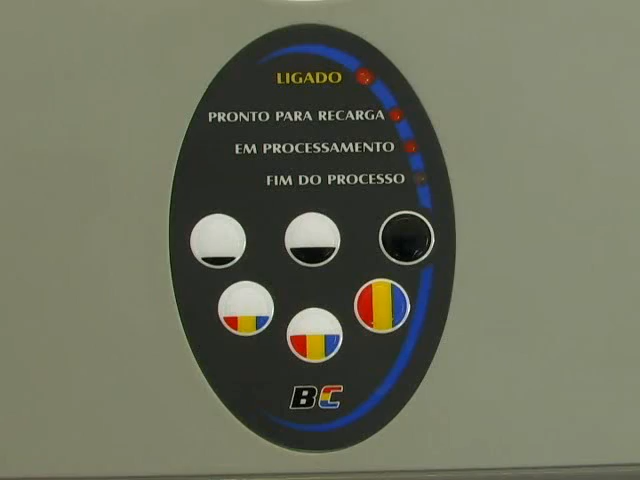 LIGADO
PRONTO PARA RECARGA
EM PROCESSAMENTO
FIM DO PROCESSO
BC